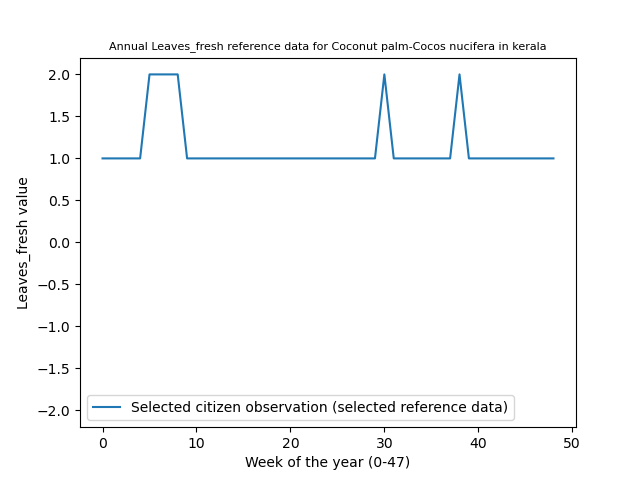 Annual Leaves_fresh reference data for Coconut palm-Cocos nucifera in kerala
2.0
1.5
1.0
0.5
0.0
−0.5
−1.0
−1.5
−2.0
Leaves_fresh value
Selected citizen observation (selected reference data)
0 10 20 30 40 50
Week of the year (0-47)